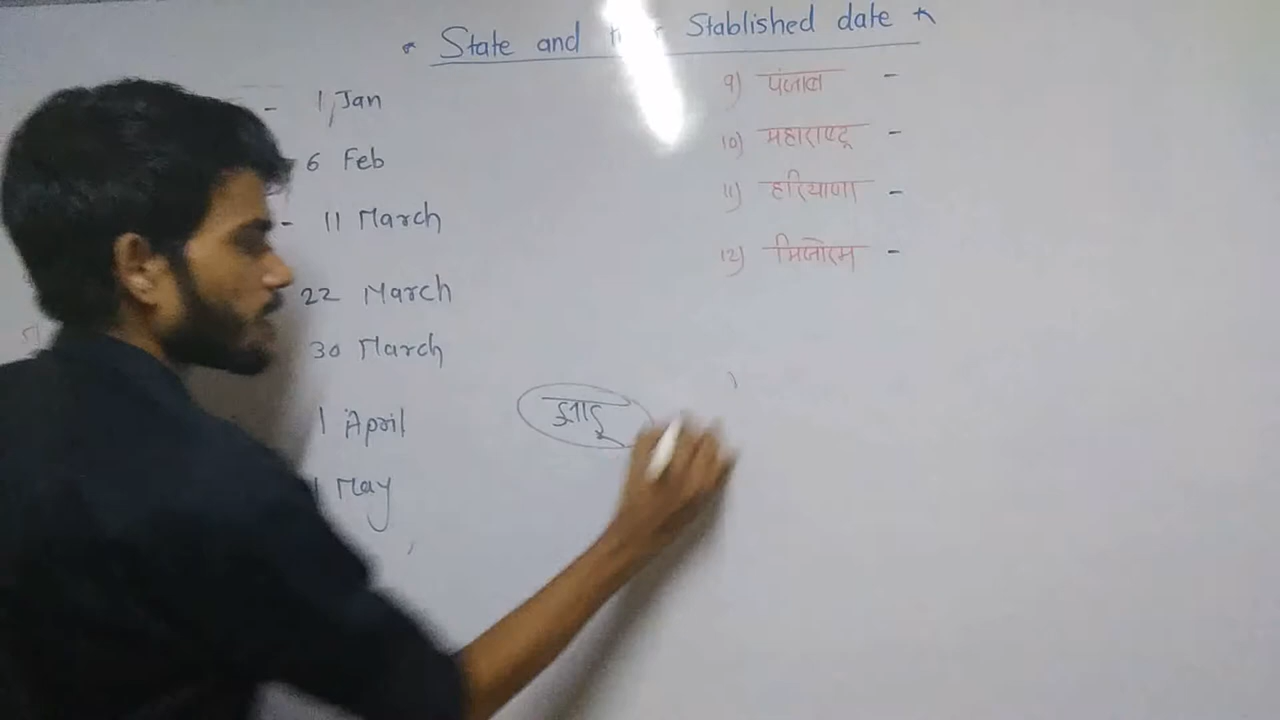 * State and Stablished date *
- 1, Jan
6 Feb
- 11 March
22 March
30 March
1 April
1 May
9) पंजाब -
10) महाराष्ट्र -
11) हरियाणा -
12) मिजोरम -
झाड़ू